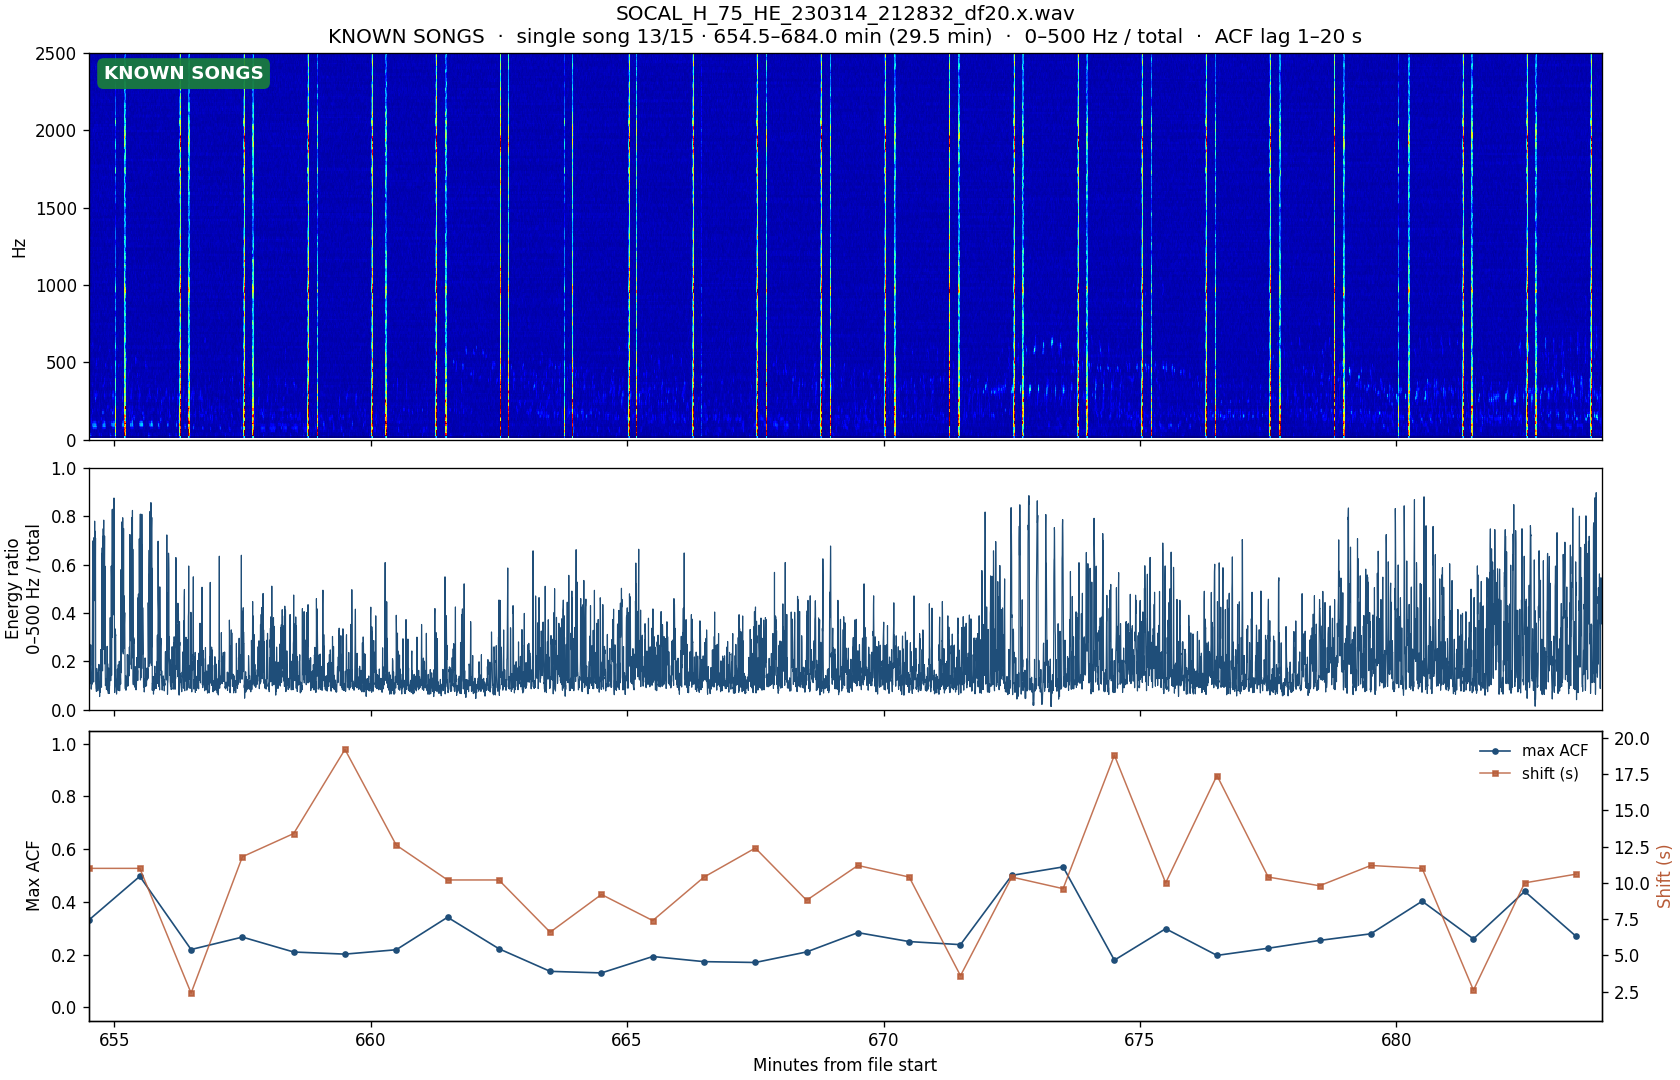 SOCAL_H_75_HE_230314_212832_df20.x.wav
KNOWN SONGS · single song 13/15 · 654.5–684.0 min (29.5 min) · 0–500 Hz / total · ACF lag 1–20 s
KNOWN SONGS
Hz
2500
2000
1500
1000
500
0
Energy ratio
0–500 Hz / total
1.0
0.8
0.6
0.4
0.2
0.0
Max ACF
1.0
0.8
0.6
0.4
0.2
0.0
max ACF
shift (s)
20.0
17.5
15.0
12.5
10.0
7.5
5.0
2.5
Shift (s)
655
660
665
670
675
680
Minutes from file start